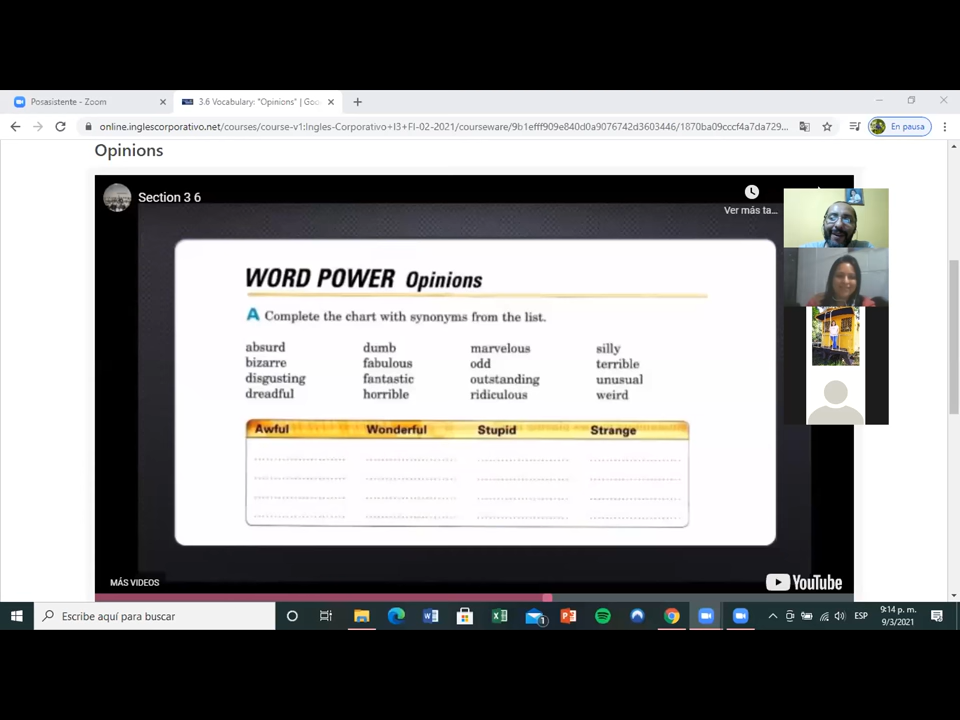 Posasistente - Zoom
3.6 Vocabulary: "Opinions" | Goo
online.inglescorporativo.net/courses/course-v1:Ingles-Corporativo+I3+FI-02-2021/courseware/9b1efff909e840d0a9076742d3603446/1870ba09cccf4a7da729...
En pausa
Opinions
Section 3 6
Ver más ta...
WORD POWER Opinions
A Complete the chart with synonyms from the list.
absurd dumb marvelous silly
bizarre fabulous odd terrible
disgusting fantastic outstanding unusual
dreadful horrible ridiculous weird
Awful Wonderful Stupid Strange
MÁS VIDEOS
YouTube
Escribe aquí para buscar
1
ESP
9:14 p. m.
9/3/2021